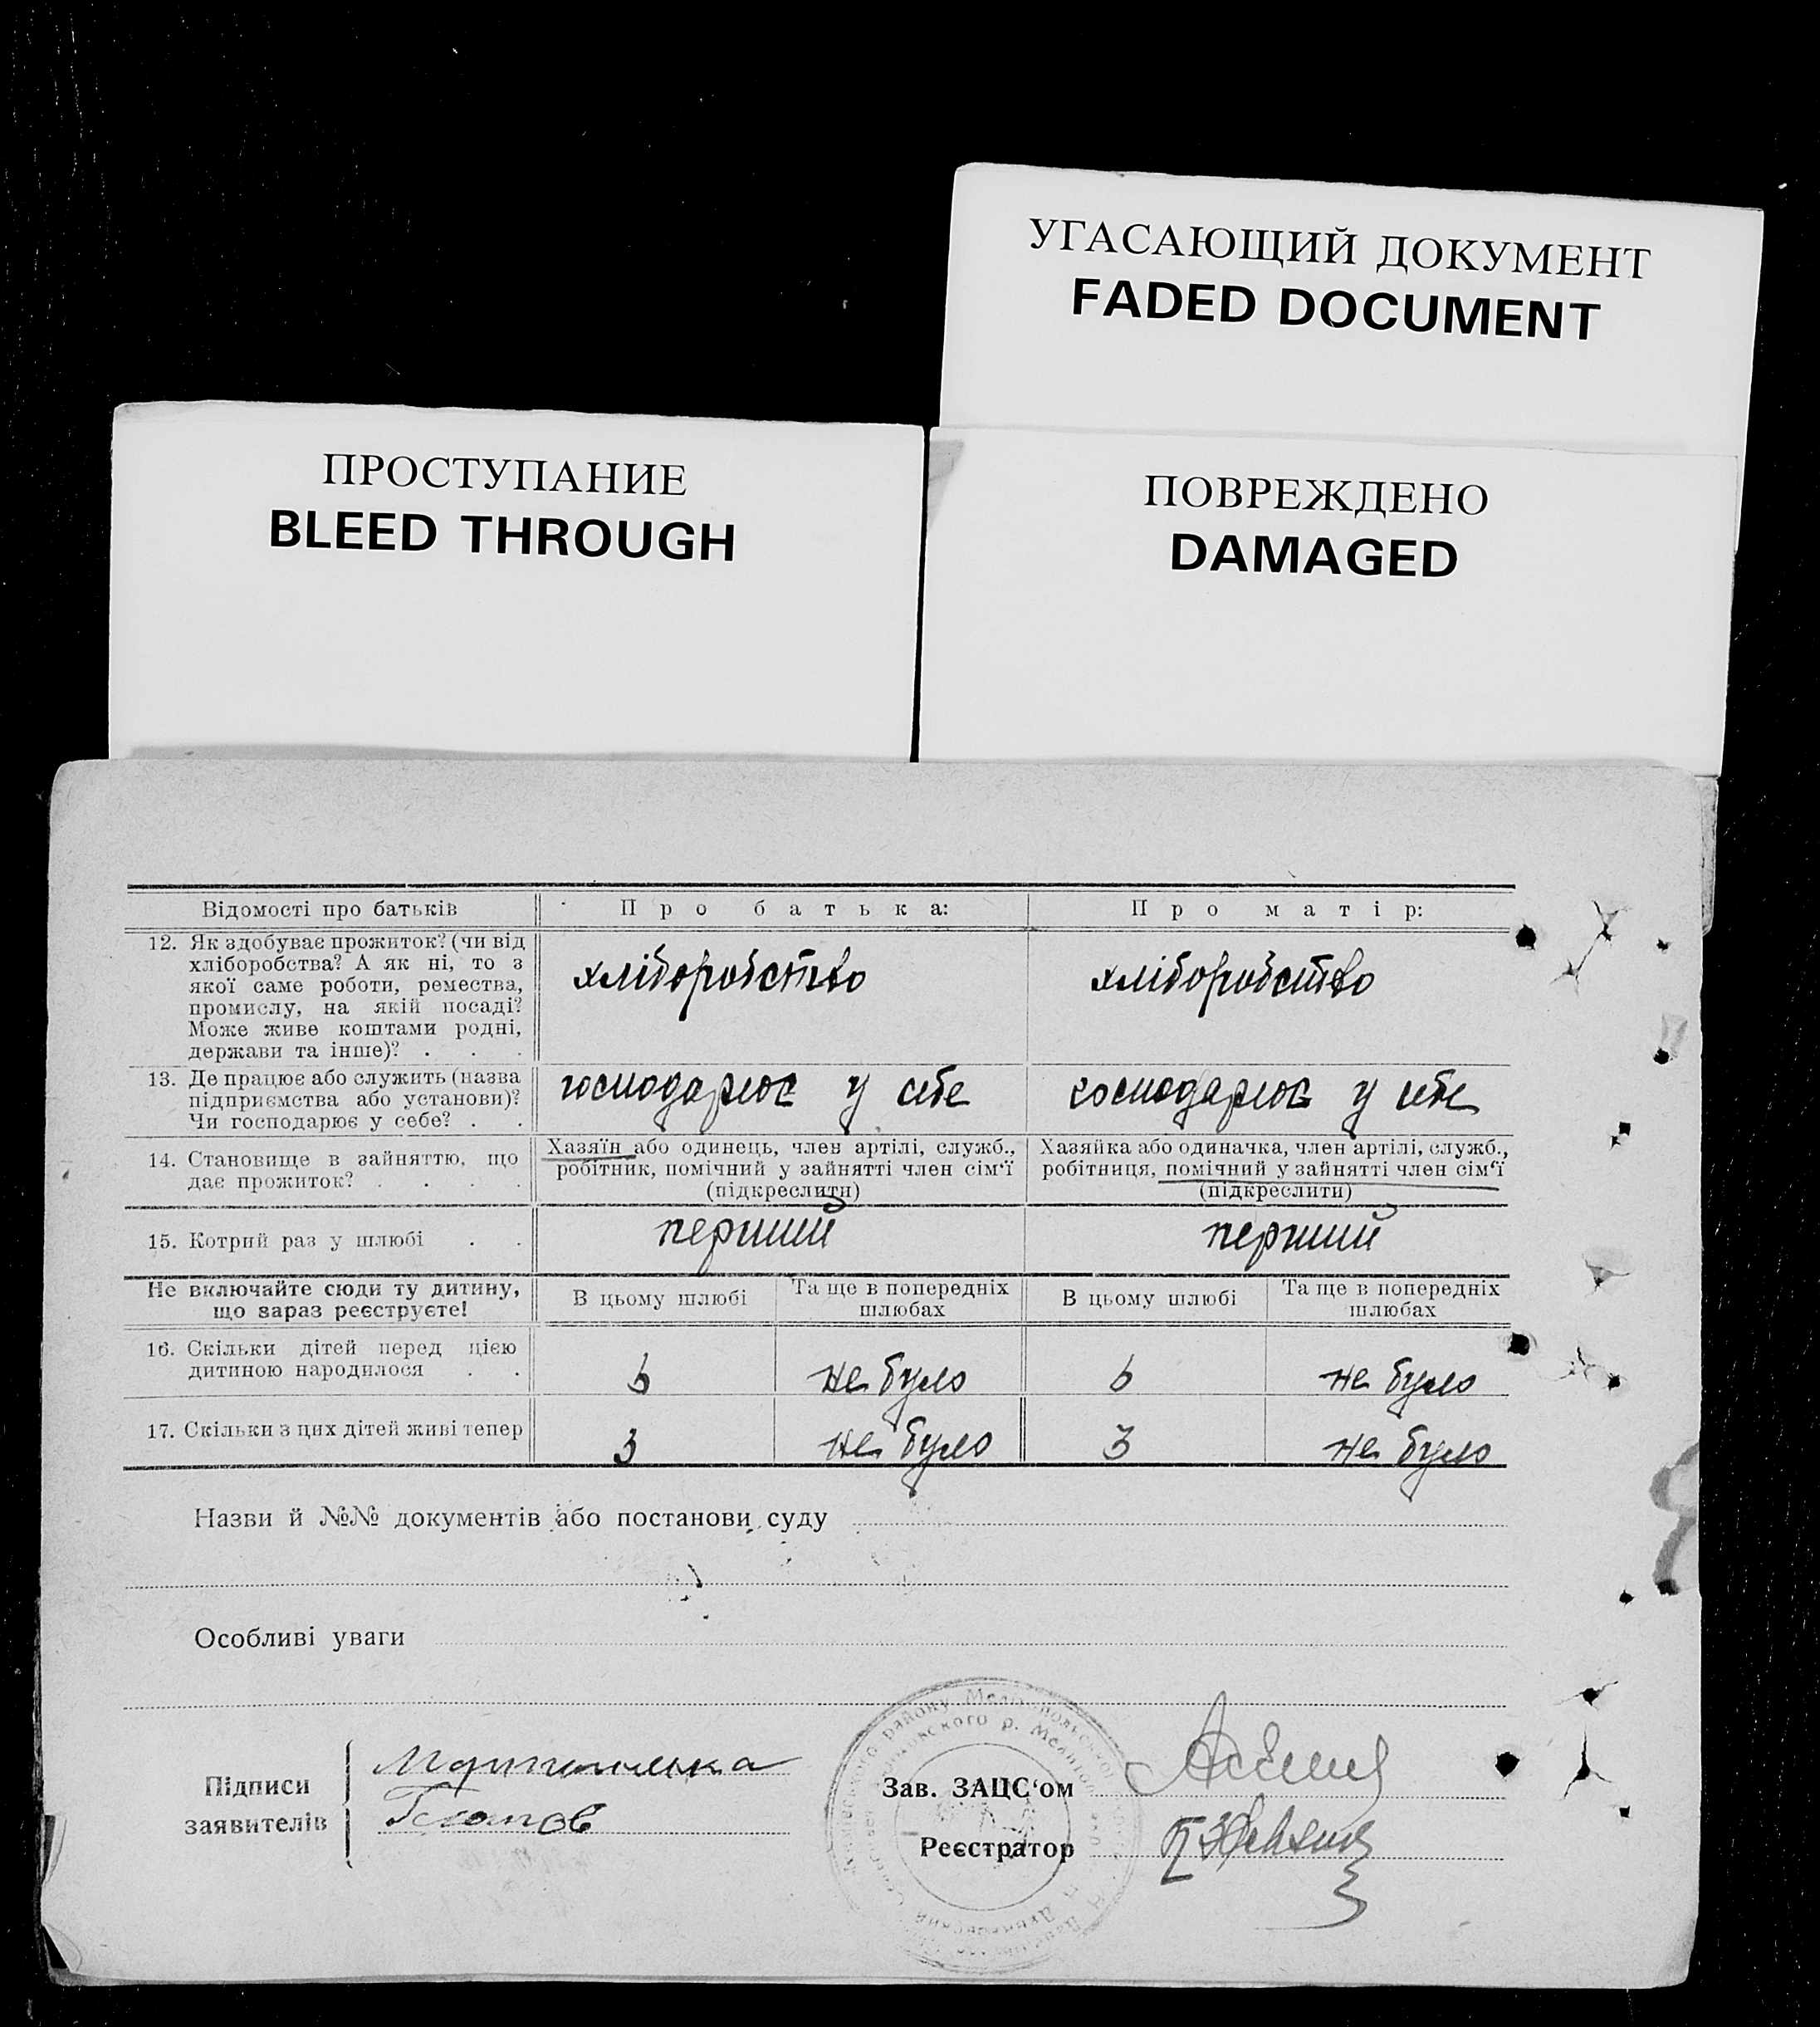 УГАСАЮЩИЙ ДОКУМЕНТ
FADED DOCUMENT
ПРОСТУПАНИЕ
BLEED THROUGH
ПОВРЕЖДЕНО
DAMAGED
Відомості про батьків
Про батька:
Про матір:
12. Як здобуває прожиток? (чи від
хліборобства? А як ні, то з
якої саме роботи, ремества,
промислу, на якій посаді?
Може живе коштами родні,
держави та інше)? . . .
хліборобство
хліборобство
13. Де працює або служить (назва
підприємства або установи)?
Чи господарює у себе? . .
господарює у себе
господарює у себе
14. Становище в зайняттю, що
дає прожиток? . . . .
Хазяїн або одинець, член артілі, служб.,
робітник, помічний у зайнятті член сім'ї
(підкреслити)
Хазяйка або одиначка, член артілі, служб.,
робітниця, помічний у зайнятті член сім'ї
(підкреслити)
15. Котрий раз у шлюбі . .
перший
перший
Не включайте сюди ту дитину,
що зараз реєструєте!
В цьому шлюбі
Та ще в попередніх
шлюбах
В цьому шлюбі
Та ще в попередніх
шлюбах
16. Скільки дітей перед цією
дитиною народилося . .
6
не було
6
не було
17. Скільки з цих дітей живі тепер
3
не було
3
не було
Назви й №№ документів або постанови суду
Особливі уваги
Підписи
заявителів
Зав. ЗАЦС'ом
Реєстратор